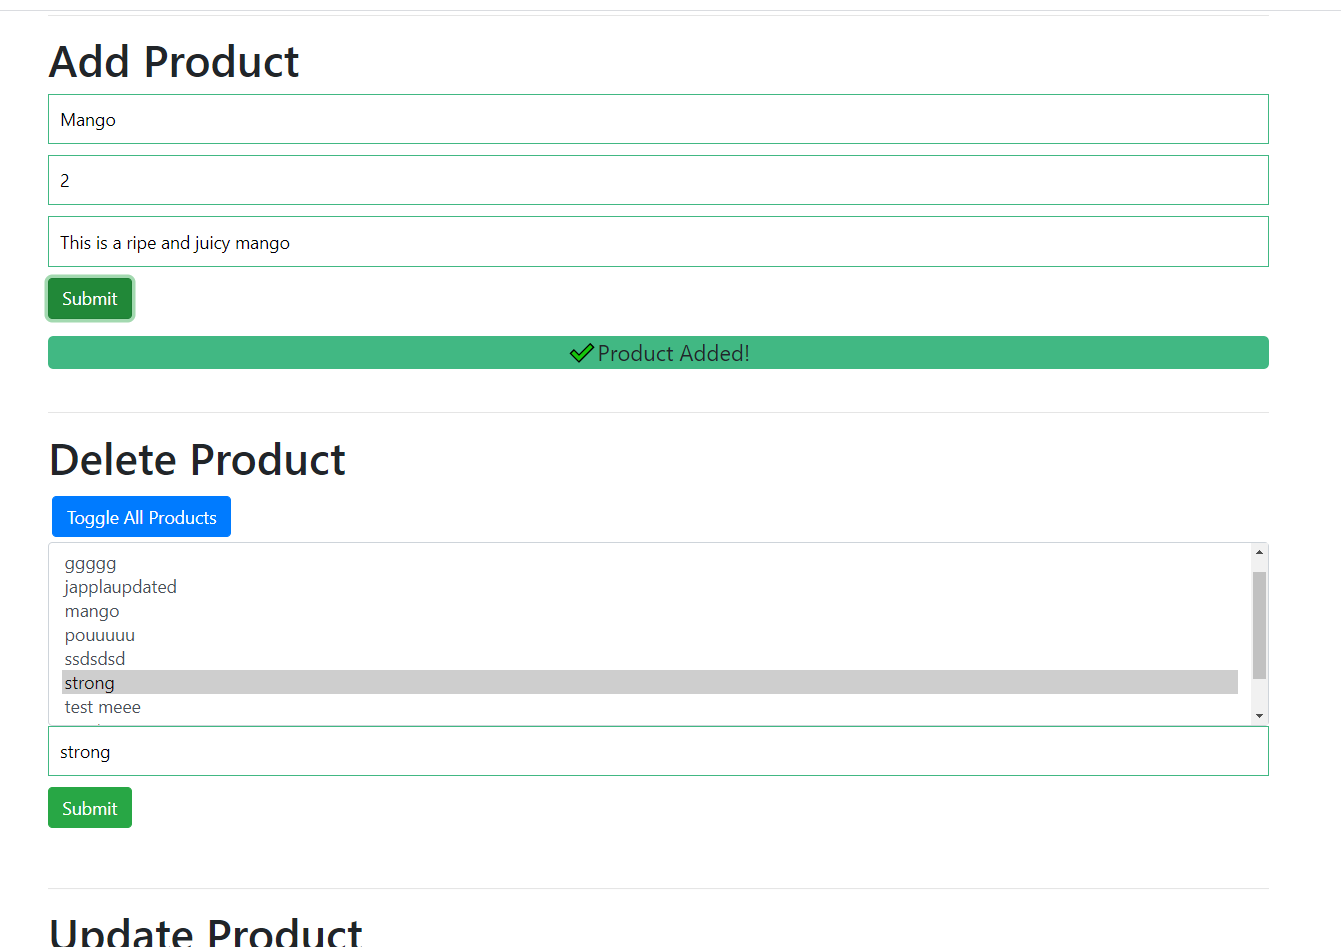 Add Product
Mango
2
This is a ripe and juicy mango
Submit
Product Added!
Delete Product
Toggle All Products
ggggg
japplaupdated
mango
pouuuuu
ssdsdsd
strong
test meee
strong
Submit
Update Product